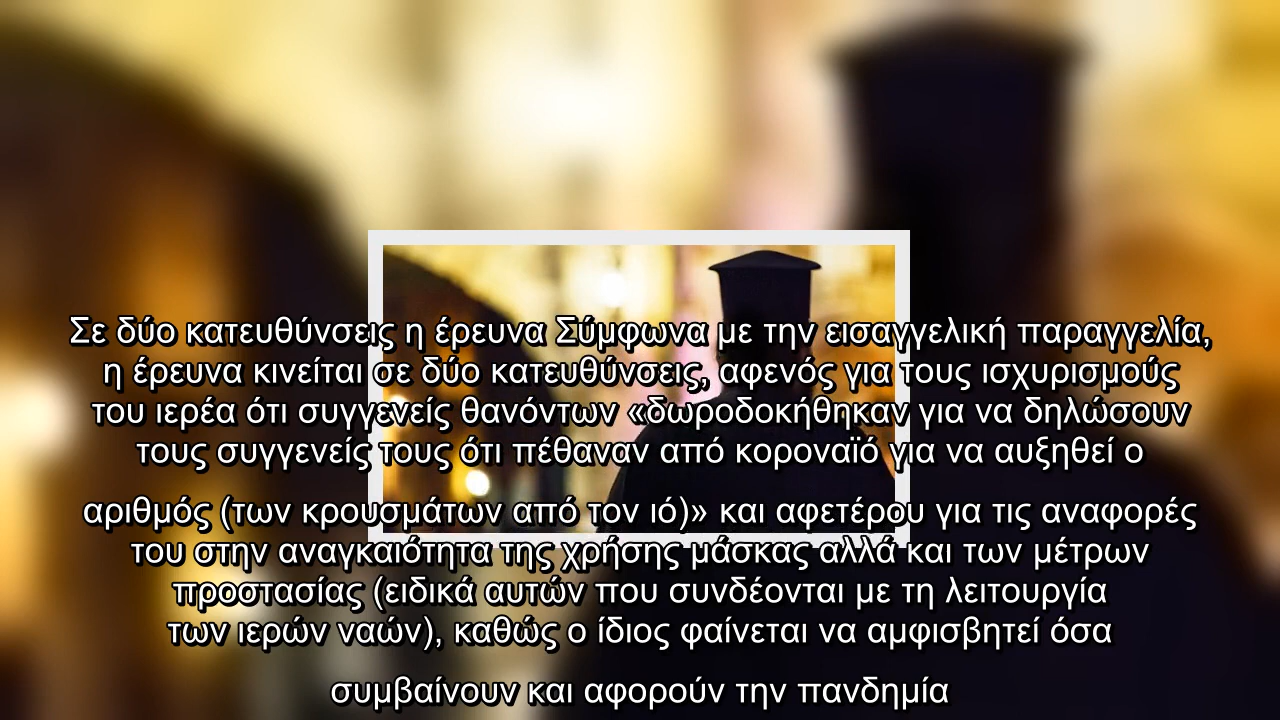 Σε δύο κατευθύνσεις η έρευνα Σύμφωνα με την εισαγγελική παραγγελία,
η έρευνα κινείται σε δύο κατευθύνσεις, αφενός για τους ισχυρισμούς
του ιερέα ότι συγγενείς θανόντων «δωροδοκήθηκαν για να δηλώσουν
τους συγγενείς τους ότι πέθαναν από κοροναϊό για να αυξηθεί ο
αριθμός (των κρουσμάτων από τον ιό)» και αφετέρου για τις αναφορές
του στην αναγκαιότητα της χρήσης μάσκας αλλά και των μέτρων
προστασίας (ειδικά αυτών που συνδέονται με τη λειτουργία
των ιερών ναών), καθώς ο ίδιος φαίνεται να αμφισβητεί όσα
συμβαίνουν και αφορούν την πανδημία